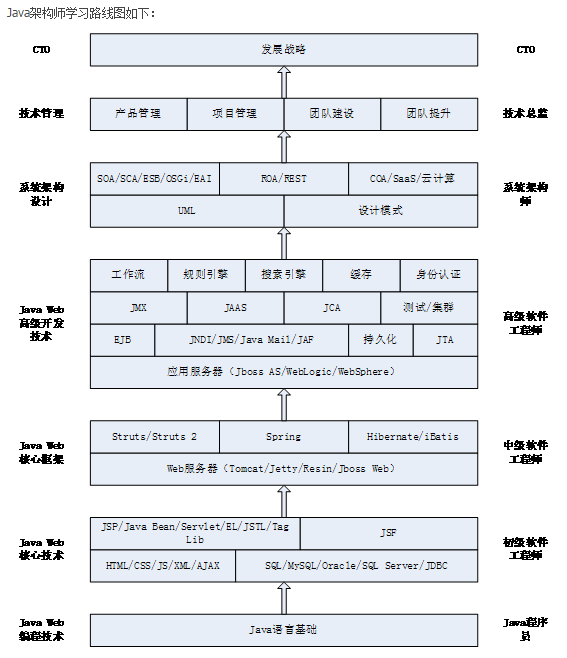 Java架构师学习路线图如下：
CTO
发展战略
CTO
技术管理
产品管理
项目管理
团队建设
团队提升
技术总监
系统架构
设计
SOA/SCA/ESB/OSGi/EAI
ROA/REST
COA/SaaS/云计算
UML
设计模式
系统架构
师
Java Web
高级开发
技术
工作流
规则引擎
搜索引擎
缓存
身份认证
JMX
JAAS
JCA
测试/集群
EJB
JNDI/JMS/Java Mail/JAF
持久化
JTA
应用服务器（Jboss AS/WebLogic/WebSphere）
高级软件
工程师
Java Web
核心框架
Struts/Struts 2
Spring
Hibernate/iBatis
Web服务器（Tomcat/Jetty/Resin/Jboss Web）
中级软件
工程师
Java Web
核心技术
JSP/Java Bean/Servlet/EL/JSTL/Tag
Lib
JSF
HTML/CSS/JS/XML/AJAX
SQL/MySQL/Oracle/SQL Server/JDBC
初级软件
工程师
Java Web
编程技术
Java语言基础
Java程序
员